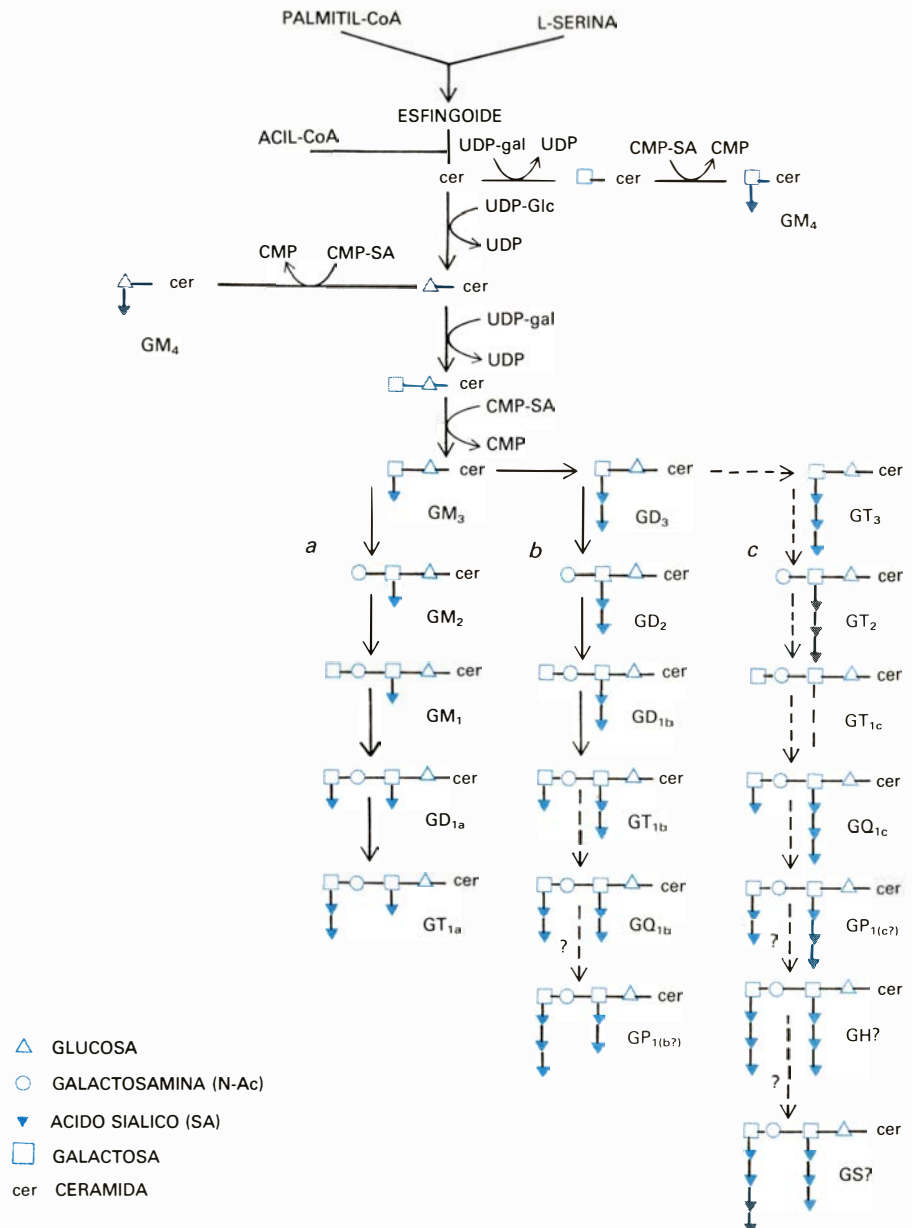 PALMITIL-CoA
L-SERINA
ESFINGOIDE
ACIL-CoA
UDP-gal
UDP
CMP-SA
CMP
cer
cer
cer
GM₄
UDP-Glc
UDP
CMP
CMP-SA
cer
cer
GM₄
UDP-gal
UDP
cer
CMP-SA
CMP
cer
cer
cer
GM₃
GD₃
GT₃
a
b
c
cer
cer
cer
GM₂
GD₂
GT₂
cer
cer
cer
GM₁
GD₁b
GT₁c
cer
cer
cer
GD₁a
GT₁b
GQ₁c
cer
cer
cer
GT₁a
GQ₁b
GP₁(c?)
?
?
cer
cer
GP₁(b?)
GH?
?
cer
GS?
GLUCOSA
GALACTOSAMINA (N-Ac)
ACIDO SIALICO (SA)
GALACTOSA
cer CERAMIDA